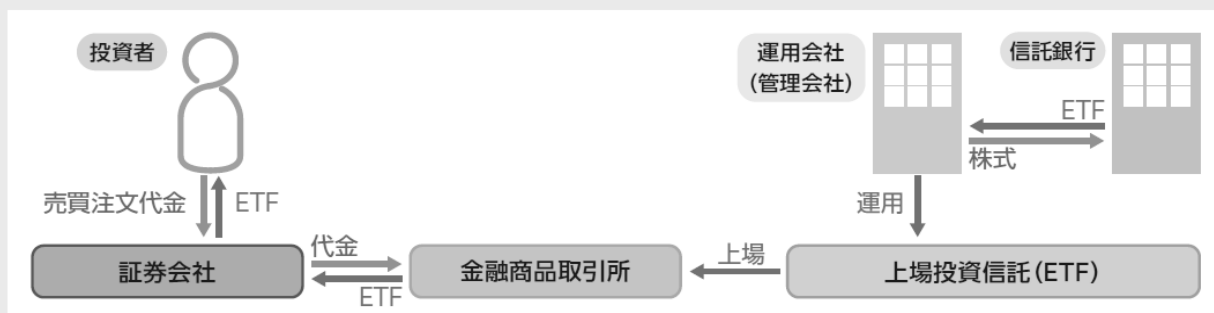 投資者
運用会社
(管理会社)
信託銀行
ETF
株式
売買注文代金
ETF
運用
証券会社
代金
ETF
金融商品取引所
上場
上場投資信託(ETF)